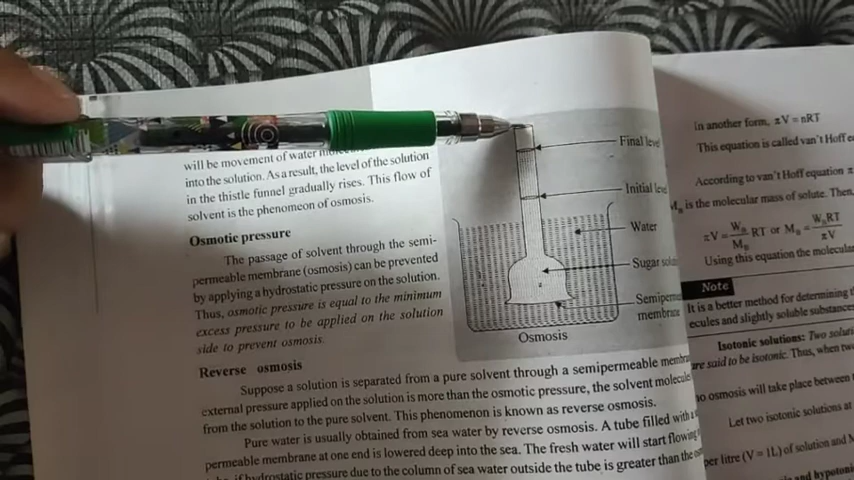 will be movement of water
into the solution. As a result, the level of the solution
in the thistle funnel gradually rises. This flow of
solvent is the phenomeon of osmosis.
Osmotic pressure
The passage of solvent through the semi-
permeable membrane (osmosis) can be prevented
by applying a hydrostatic pressure on the solution.
Thus, osmotic pressure is equal to the minimum
excess pressure to be applied on the solution
side to prevent osmosis.
Final level
Initial level
Water
Sugar
membrane
Osmosis
Reverse osmosis
Suppose a solution is separated from a pure solvent through a semipermeable
external pressure applied on the solution is more than the osmotic pressure, the solvent molecules
from the solution to the pure solvent. This phenomenon is known as reverse osmosis.
Pure water is usually obtained from sea water by reverse osmosis. A tube filled with
permeable membrane at one end is lowered deep into the sea. The fresh water will start flowing
hydrostatic pressure due to the column of sea water outside the tube is greater than the
in another form, πV = nRT
This equation is called van't Hoff
According to van't Hoff equation
is the molecular mass of solute. Then,
πV = W_B/M_B RT or M_B = W_B RT/πV
Using this equation the molecular
Note
It is a better method for determining
ecules and slightly soluble substances
Isotonic solutions: Two
are said to be isotonic. Thus, when two
no osmosis will take place between
Let two isotonic solutions at
per litre (V = 1L) of solution and